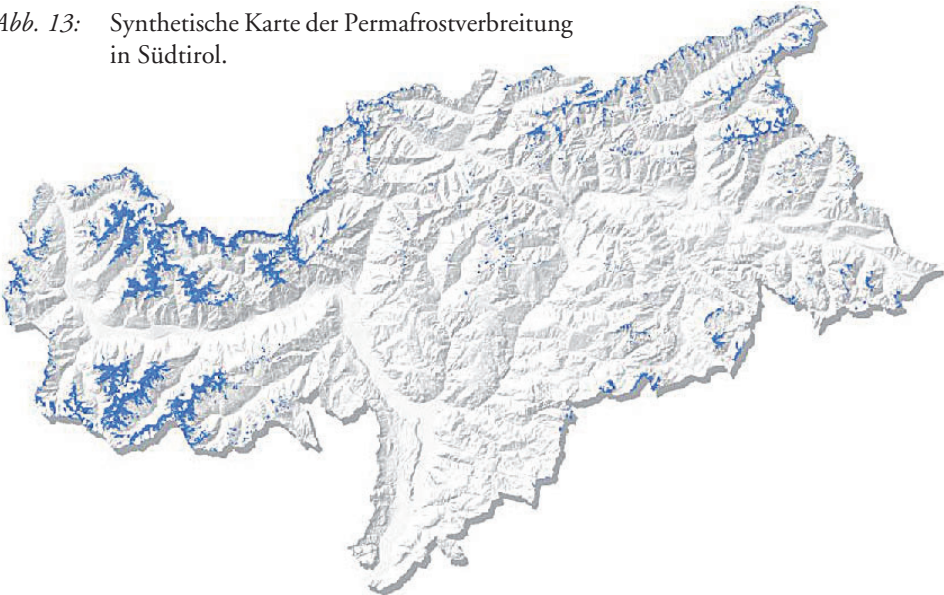 Abb. 13: Synthetische Karte der Permafrostverbreitung
in Südtirol.